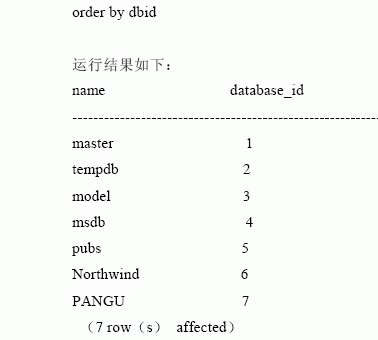 order by dbid
运行结果如下：
name database_id
------------------------------------------------------------
master 1
tempdb 2
model 3
msdb 4
pubs 5
Northwind 6
PANGU 7
（7 row（s） affected）